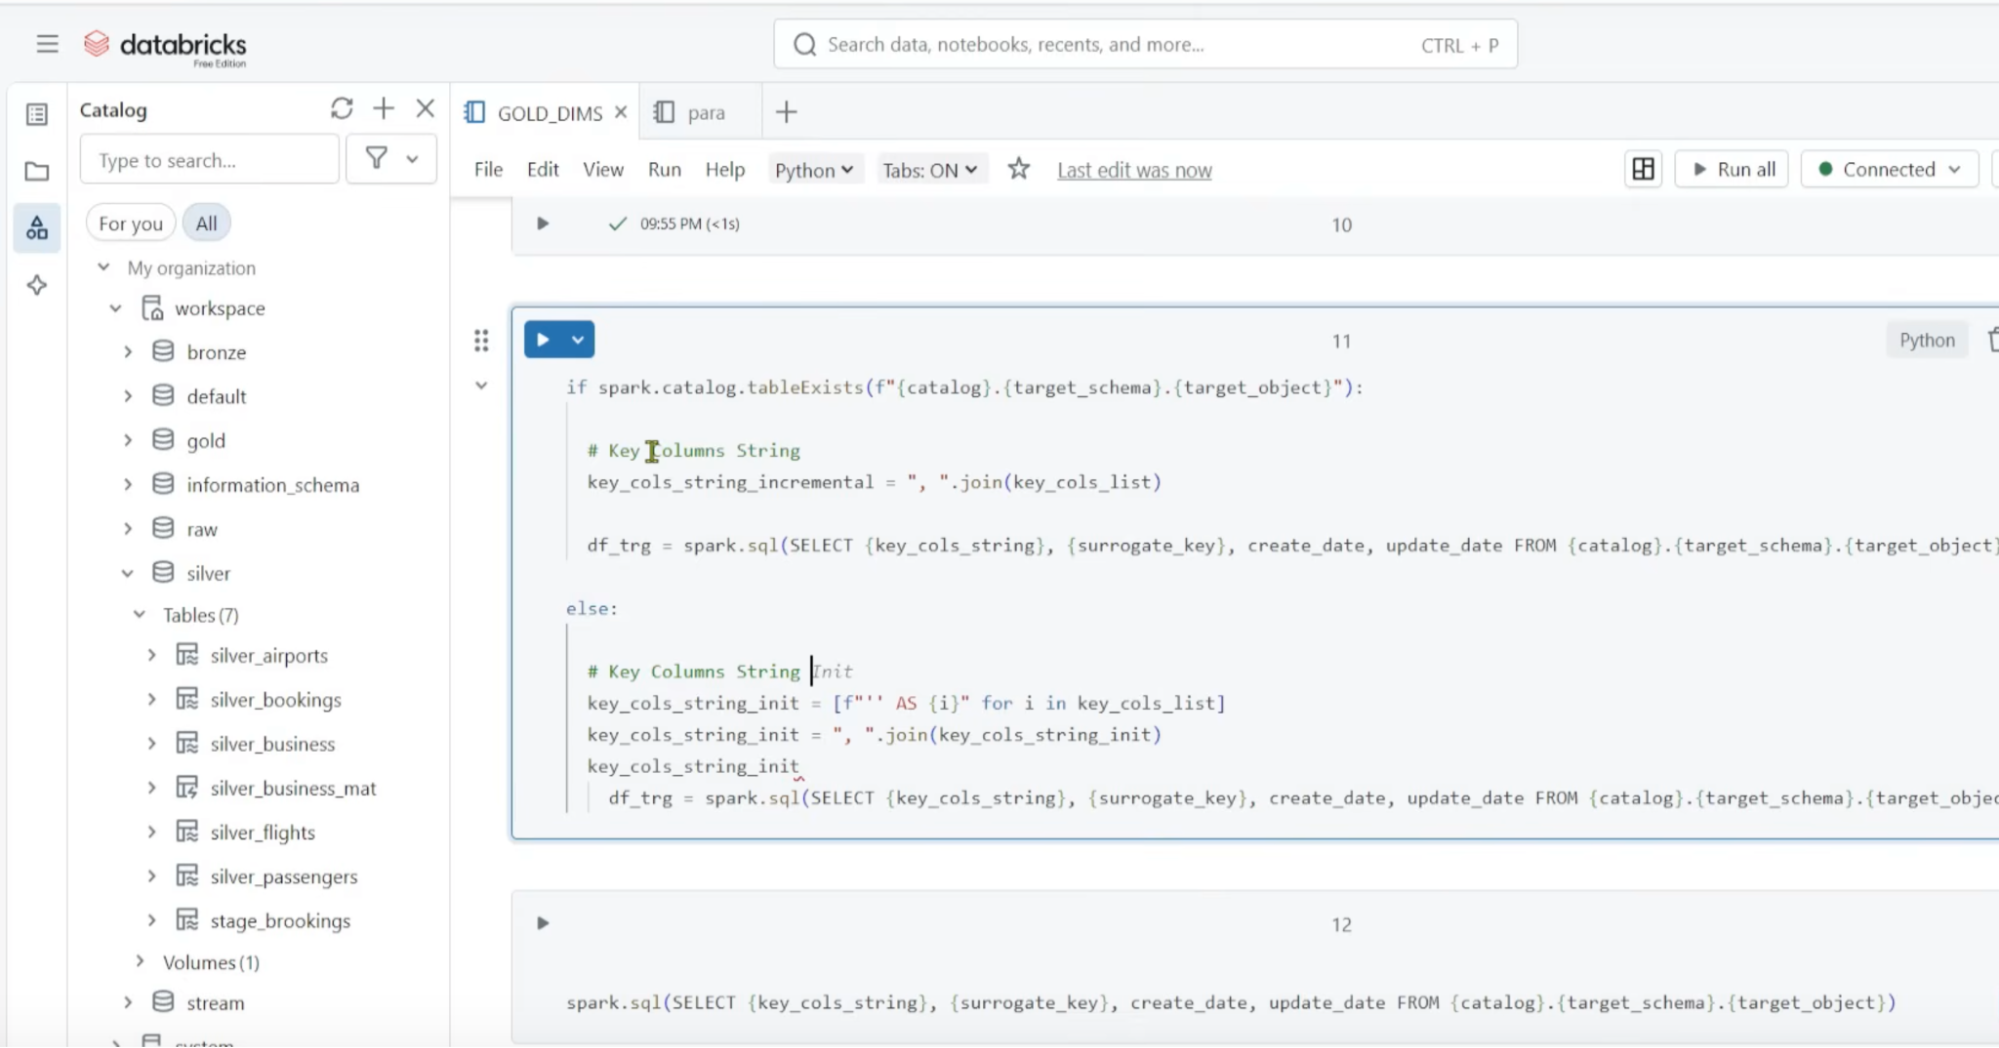 databricks
Free Edition
Search data, notebooks, recents, and more...
CTRL + P
Catalog
Type to search...
For you
All
My organization
workspace
bronze
default
gold
information_schema
raw
silver
Tables (7)
silver_airports
silver_bookings
silver_business
silver_business_mat
silver_flights
silver_passengers
stage_brookings
Volumes (1)
stream
system
GOLD_DIMS
para
File Edit View Run Help Python Tabs: ON Last edit was now
Run all
Connected
09:55 PM (<1s)
10
11
Python
if spark.catalog.tableExists(f"{catalog}.{target_schema}.{target_object}"):
# Key Columns String
key_cols_string_incremental = ", ".join(key_cols_list)
df_trg = spark.sql(SELECT {key_cols_string}, {surrogate_key}, create_date, update_date FROM {catalog}.{target_schema}.{target_object}
else:
# Key Columns String Init
key_cols_string_init = [f"'' AS {i}" for i in key_cols_list]
key_cols_string_init = ", ".join(key_cols_string_init)
key_cols_string_init
df_trg = spark.sql(SELECT {key_cols_string}, {surrogate_key}, create_date, update_date FROM {catalog}.{target_schema}.{target_objec
12
spark.sql(SELECT {key_cols_string}, {surrogate_key}, create_date, update_date FROM {catalog}.{target_schema}.{target_object})